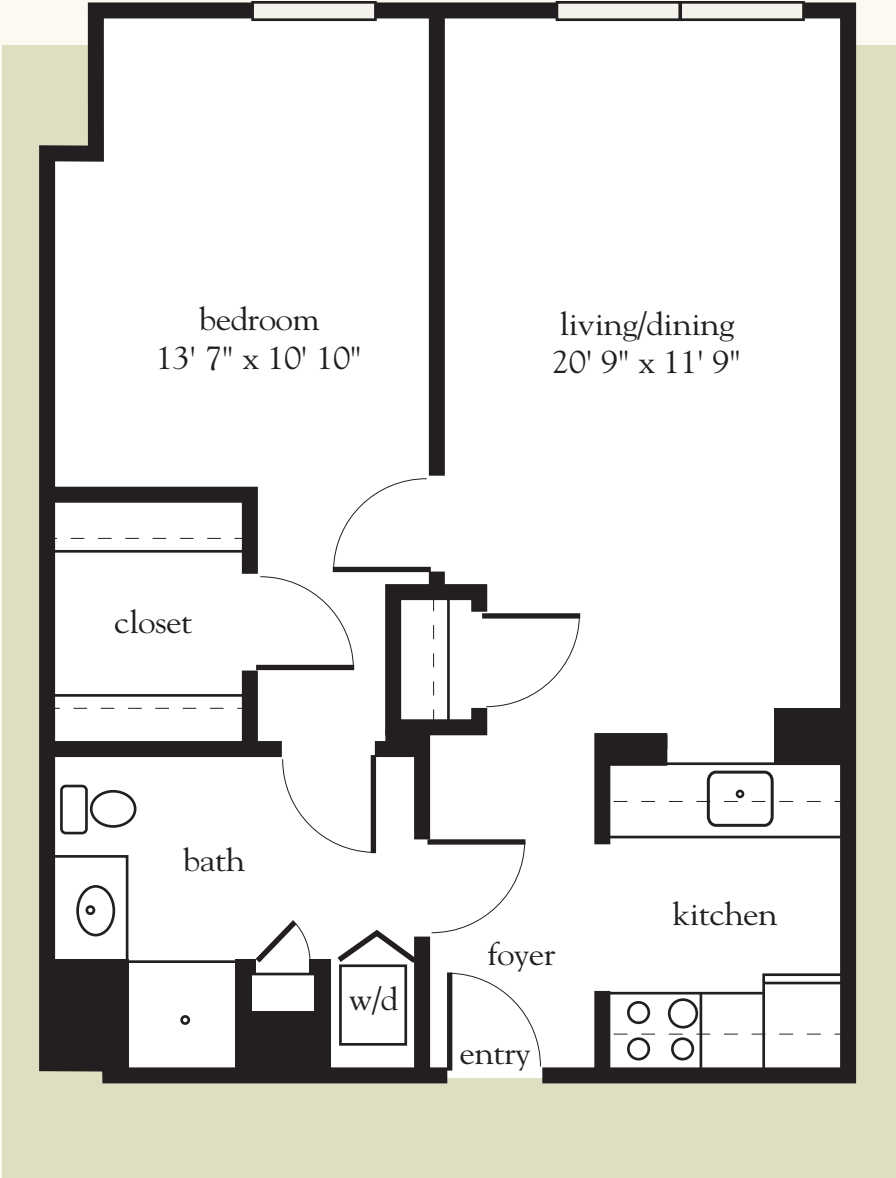 bedroom
13' 7" x 10' 10"
living/dining
20' 9" x 11' 9"
closet
bath
kitchen
foyer
w/d
entry